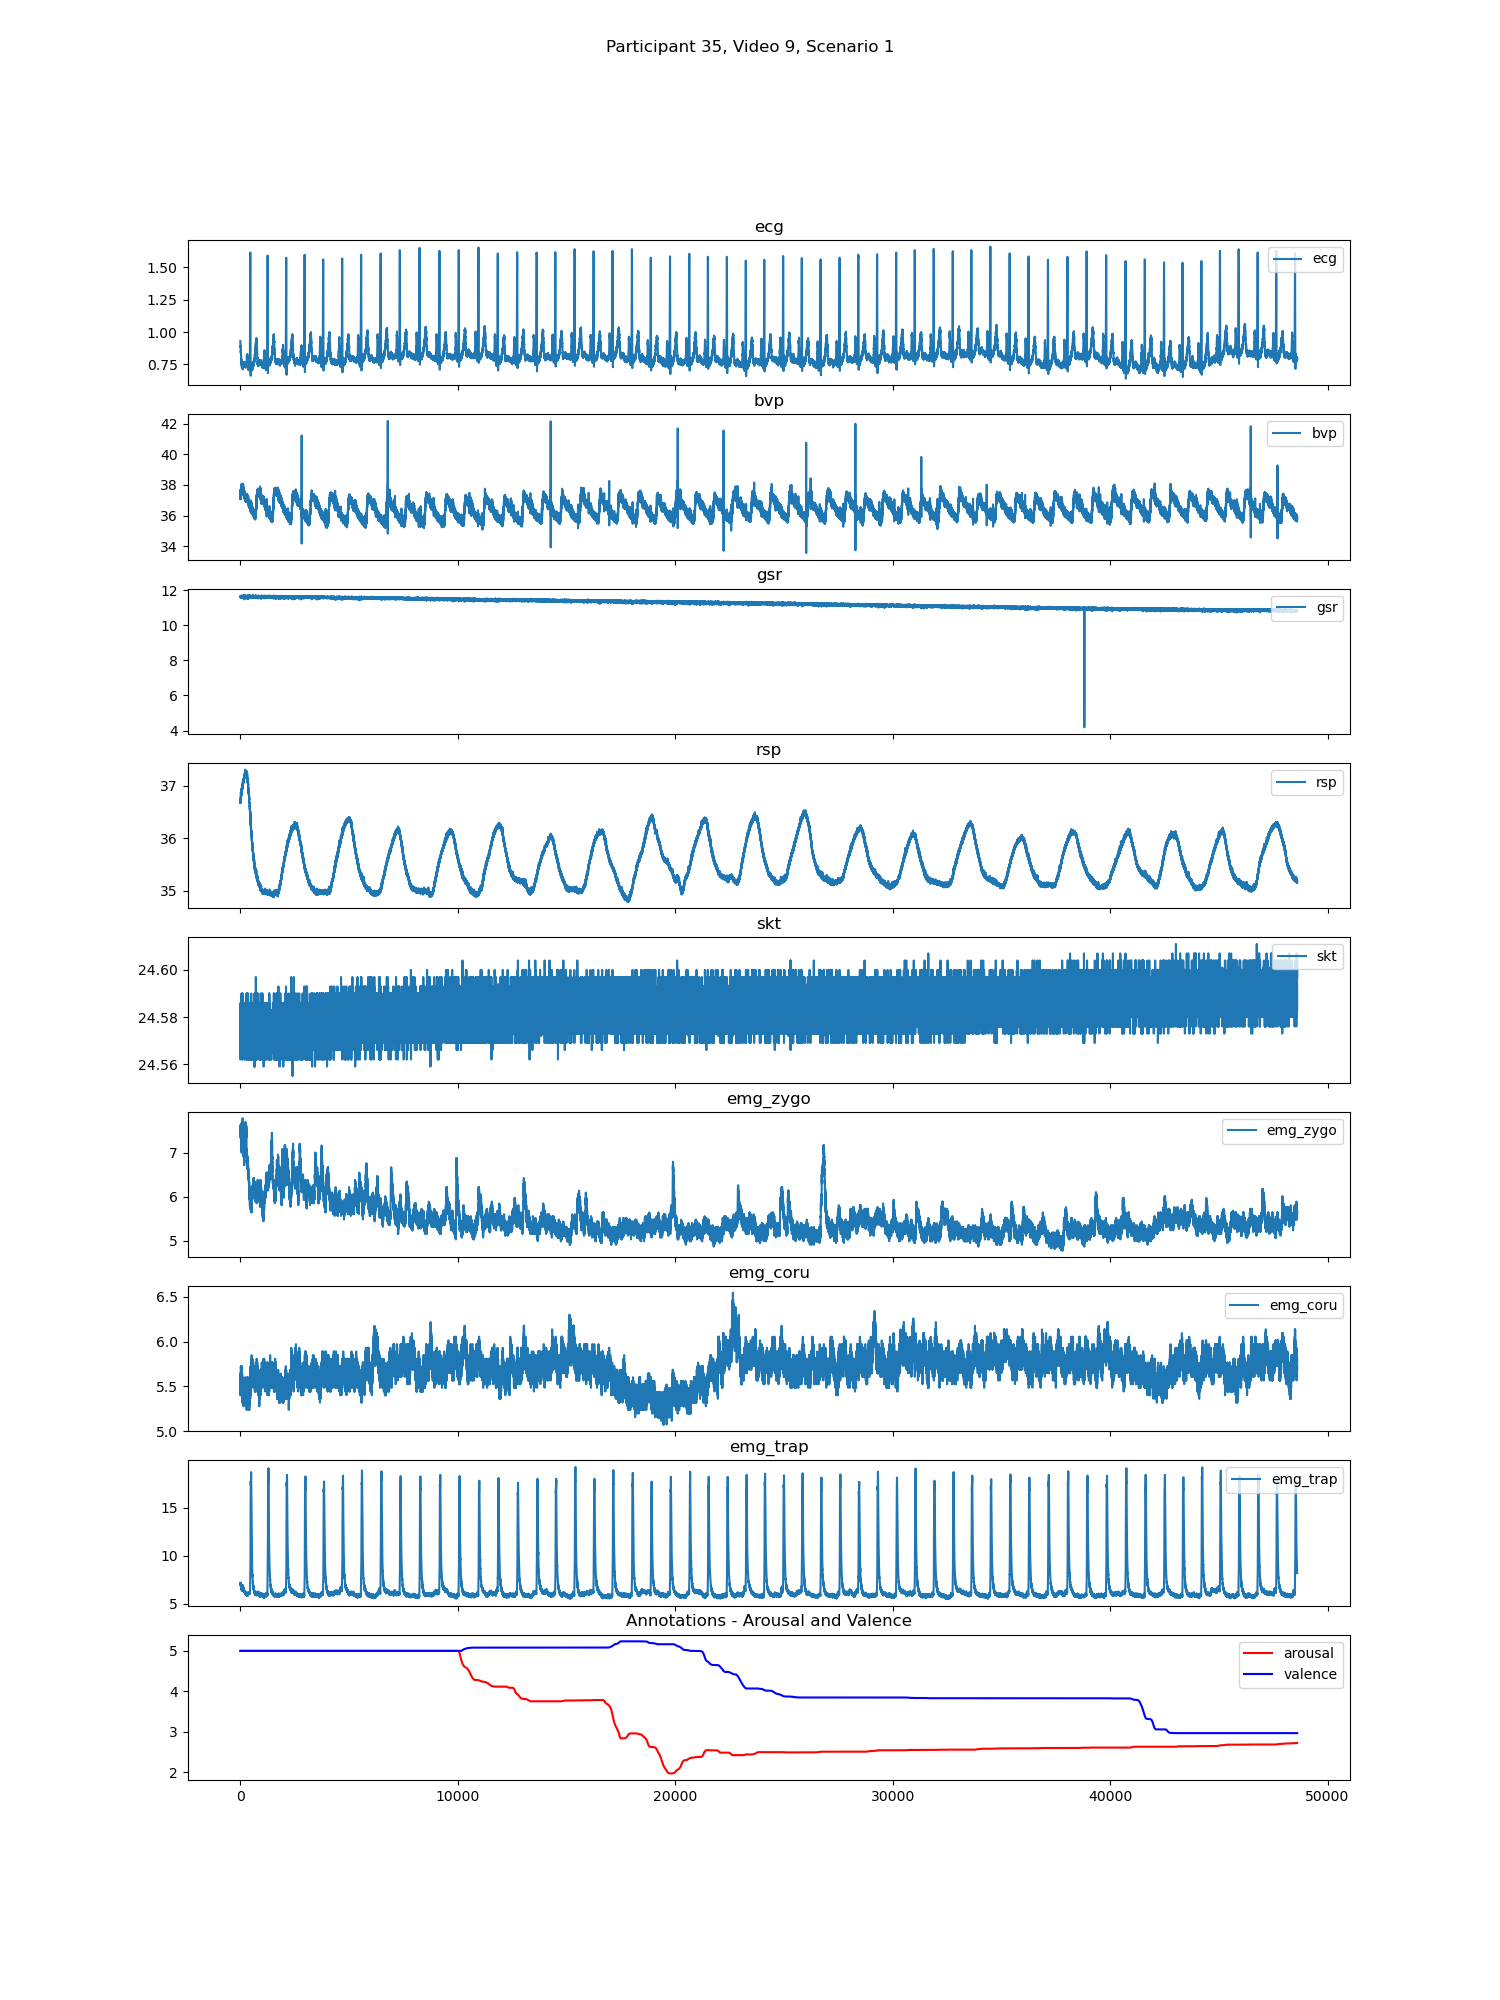 Participant 35, Video 9, Scenario 1
ecg
1.50
1.25
1.00
0.75
ecg
bvp
42
40
38
36
34
bvp
gsr
12
10
8
6
4
gsr
rsp
37
36
35
rsp
skt
24.60
24.58
24.56
skt
emg_zygo
7
6
5
emg_zygo
emg_coru
6.5
6.0
5.5
5.0
emg_coru
emg_trap
15
10
5
emg_trap
Annotations - Arousal and Valence
5
4
3
2
arousal
valence
0 10000 20000 30000 40000 50000